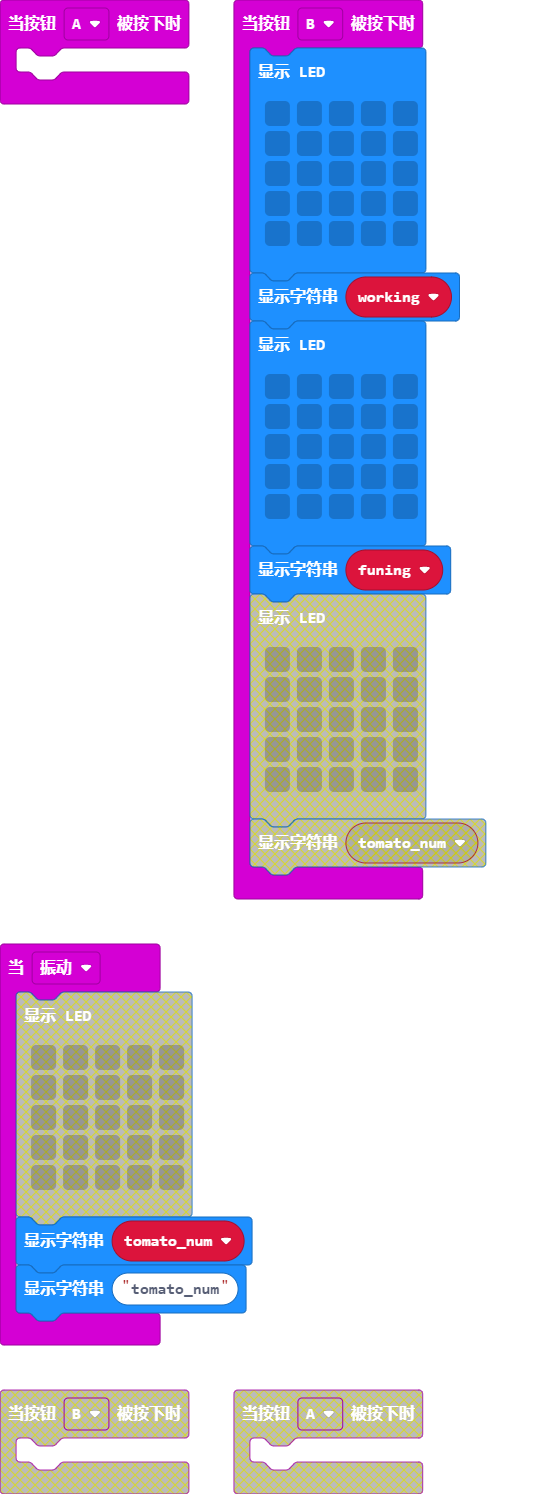 当按钮 A 被按下时
当按钮 B 被按下时
显示 LED
显示字符串 working
显示 LED
显示字符串 funing
显示 LED
显示字符串 tomato_num
当 振动
显示 LED
显示字符串 tomato_num
显示字符串 "tomato_num"
当按钮 B 被按下时
当按钮 A 被按下时